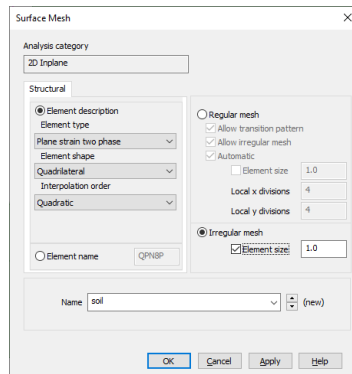 Surface Mesh
Analysis category
2D Inplane
Structural
Element description
Element type
Plane strain two phase
Element shape
Quadrilateral
Interpolation order
Quadratic
Element name QPN8P
Regular mesh
Allow transition pattern
Allow irregular mesh
Automatic
Element size 1.0
Local x divisions 4
Local y divisions 4
Irregular mesh
Element size 1.0
Name soil (new)
OK Cancel Apply Help